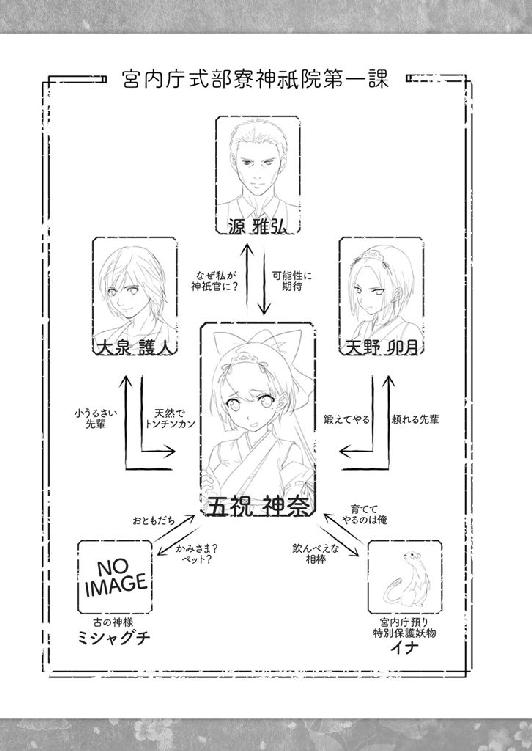 宮内庁式部寮神祇院第一課
源 雅弘
なぜ私が
神祇官に?
可能性に
期待
大泉 護人
天野 卯月
小うるさい
先輩
天然で
トンチンカン
鍛えてやる
頼れる先輩
五祝 神奈
おともだち
かみさま?
ペット?
育てて
やるのは俺
飲んべえな
相棒
NO
IMAGE
古の神様
ミシャグチ
宮内庁預り
特別保護妖物
イナ